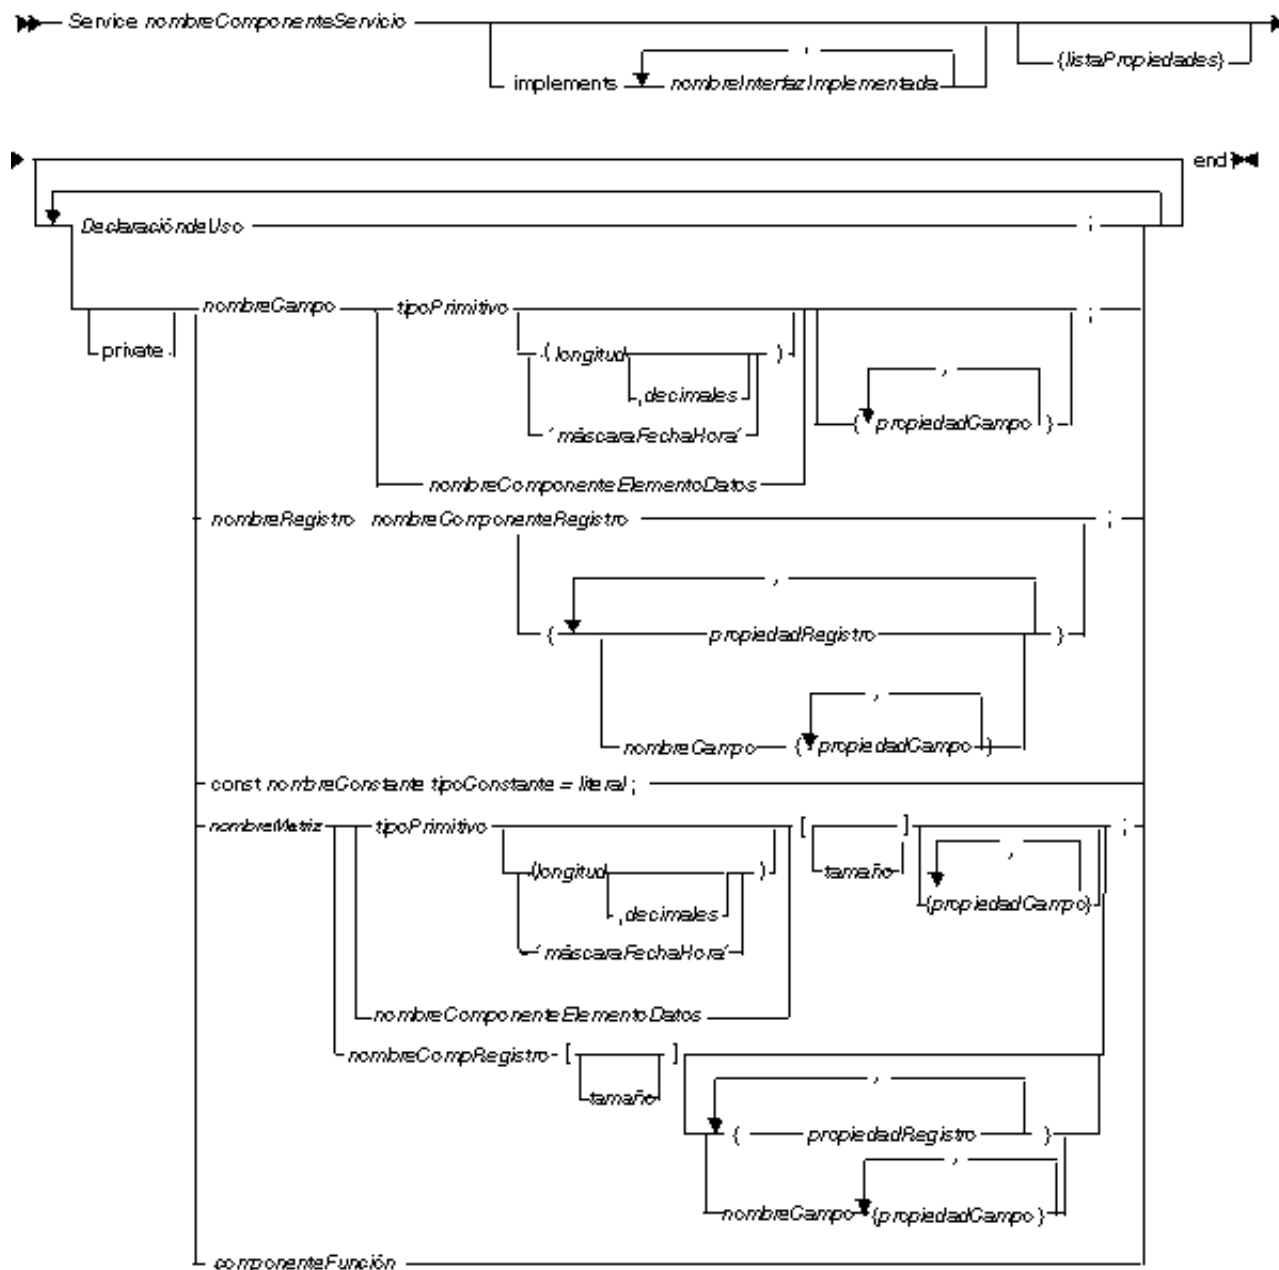 Service nombreComponenteServicio
implements nombreInterfazImplementada ,
{listaPropiedades}
end
DeclaracióndeUso ;
private
nombreCampo tipoPrimitivo ;
(longitud ,decimales )
,
"máscaraFechaHora"
{ propiedadCampo }
nombreComponenteElementoDatos
nombreRegistro nombreComponenteRegistro ;
,
{ propiedadRegistro }
,
nombreCampo { propiedadCampo }
const nombreConstante tipoConstante = literal ;
nombreMatriz tipoPrimitivo [ ] ;
tamaño
,
(longitud ,decimales )
{propiedadCampo}
"máscaraFechaHora"
nombreComponenteElementoDatos
nombreCompRegistro [ ]
tamaño
,
{ propiedadRegistro }
,
nombreCampo {propiedadCampo }
componenteFunción